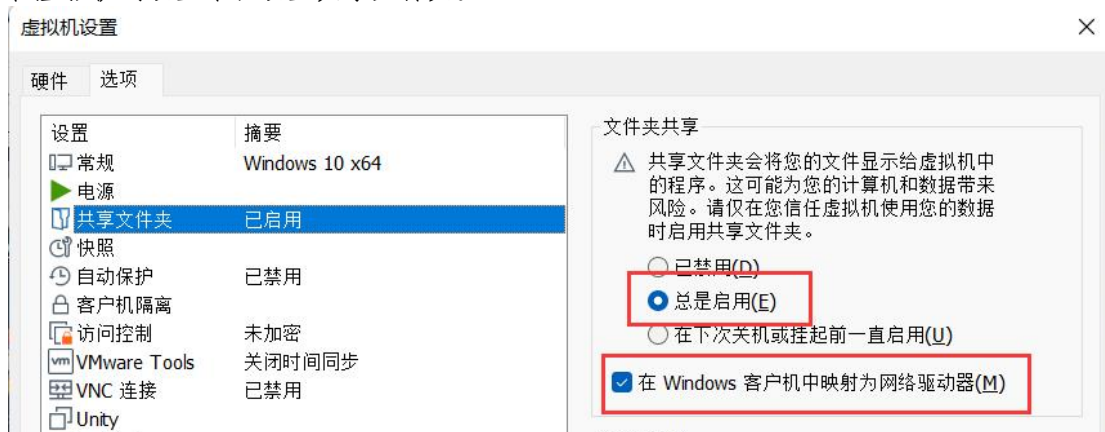 虚拟机设置
硬件 选项
设置 摘要
常规 Windows 10 x64
电源
共享文件夹 已启用
快照
自动保护 已禁用
客户机隔离
访问控制 未加密
VMware Tools 关闭时间同步
VNC 连接 已禁用
Unity
文件夹共享
共享文件夹会将您的文件显示给虚拟机中
的程序。这可能为您的计算机和数据带来
风险。请仅在您信任虚拟机使用您的数据
时启用共享文件夹。
已禁用(D)
总是启用(E)
在下次关机或挂起前一直启用(U)
在 Windows 客户机中映射为网络驱动器(M)